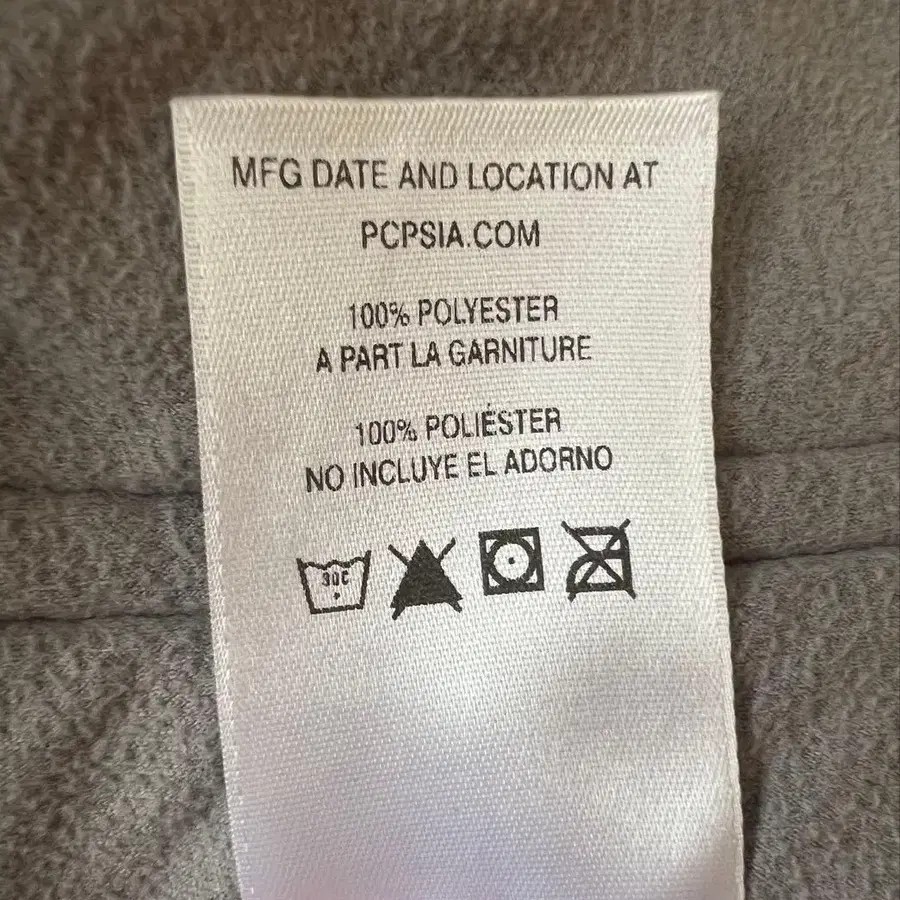 MFG DATE AND LOCATION AT
PCPSIA.COM
100% POLYESTER
A PART LA GARNITURE
100% POLIÉSTER
NO INCLUYE EL ADORNO
30C